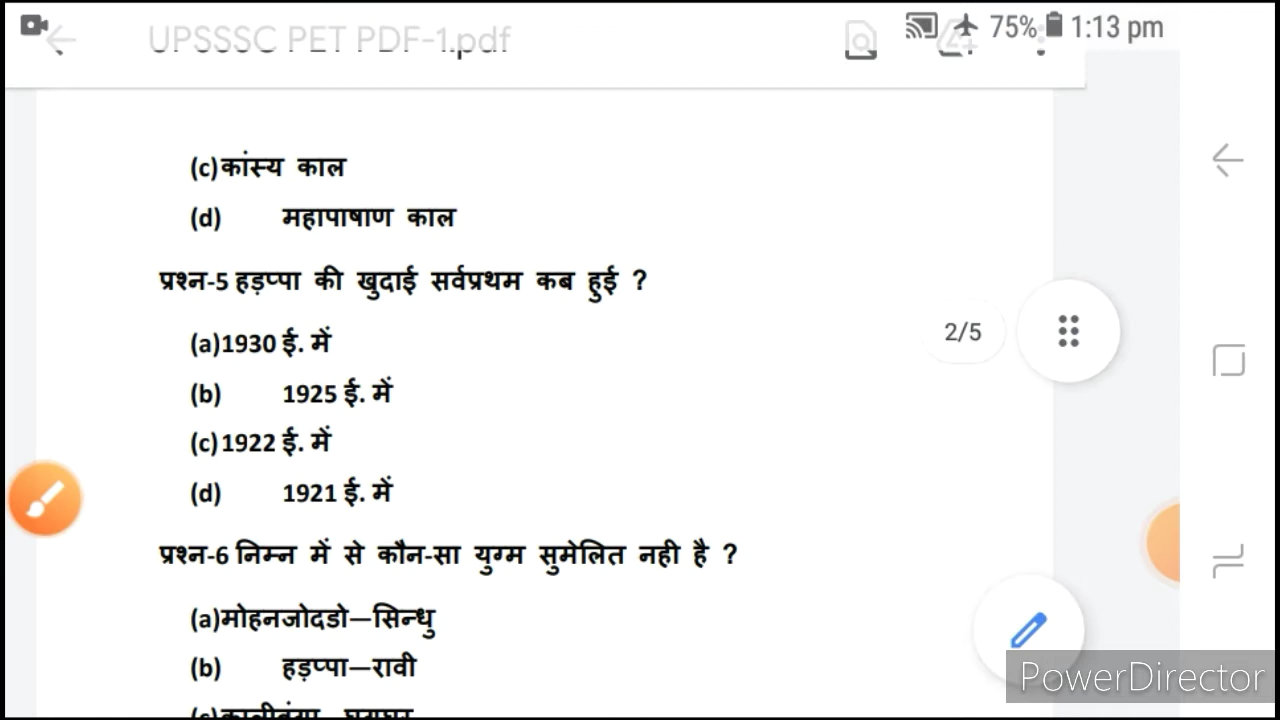 UPSSSC PET PDF-1.pdf
75% 1:13 pm
(c)कांस्य काल
(d) महापाषाण काल
प्रश्न-5 हड़प्पा की खुदाई सर्वप्रथम कब हुई ?
(a)1930 ई. में
2/5
(b) 1925 ई. में
(c)1922 ई. में
(d) 1921 ई. में
प्रश्न-6 निम्न में से कौन-सा युग्म सुमेलित नही है ?
(a)मोहनजोदडो—सिन्धु
(b) हड़प्पा—रावी
PowerDirector